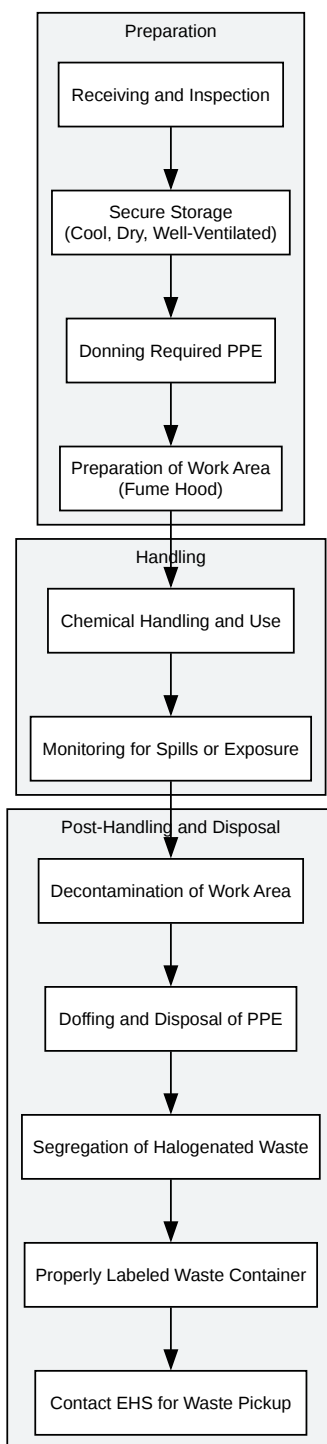 Preparation
Receiving and Inspection
Secure Storage
(Cool, Dry, Well-Ventilated)
Donning Required PPE
Preparation of Work Area
(Fume Hood)
Handling
Chemical Handling and Use
Monitoring for Spills or Exposure
Post-Handling and Disposal
Decontamination of Work Area
Doffing and Disposal of PPE
Segregation of Halogenated Waste
Properly Labeled Waste Container
Contact EHS for Waste Pickup